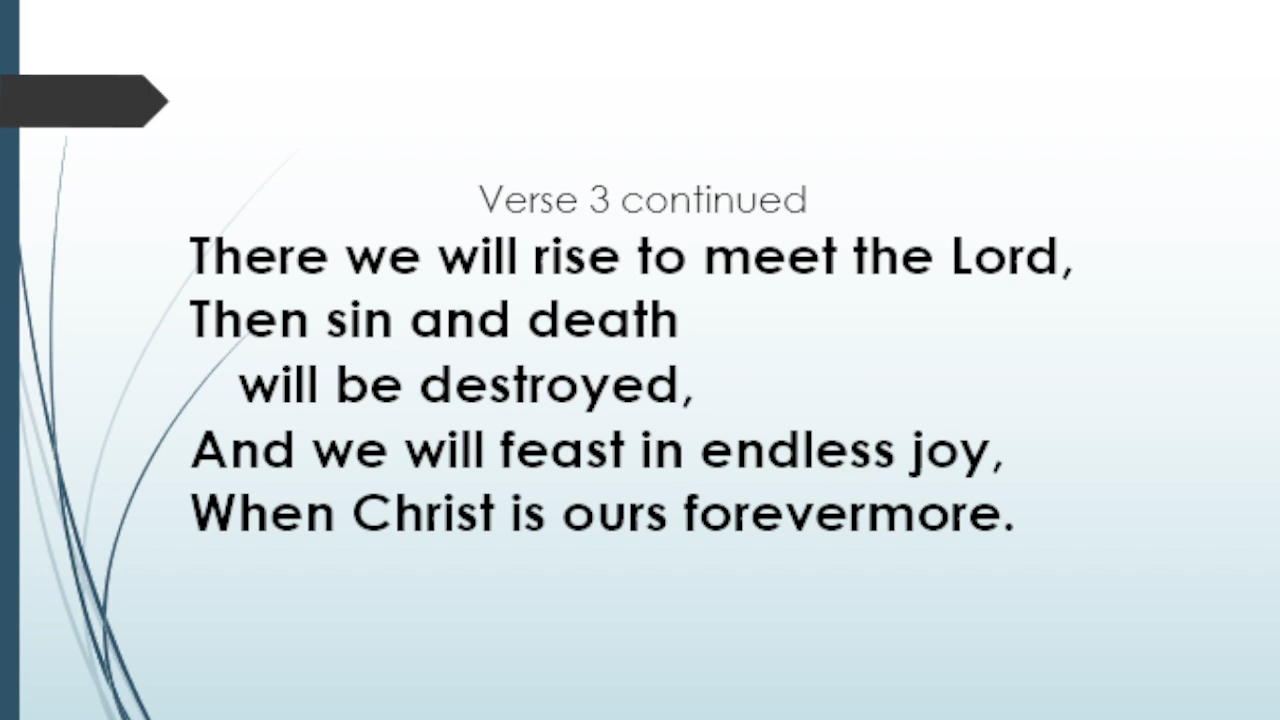 Verse 3 continued
There we will rise to meet the Lord,
Then sin and death
will be destroyed,
And we will feast in endless joy,
When Christ is ours forevermore.